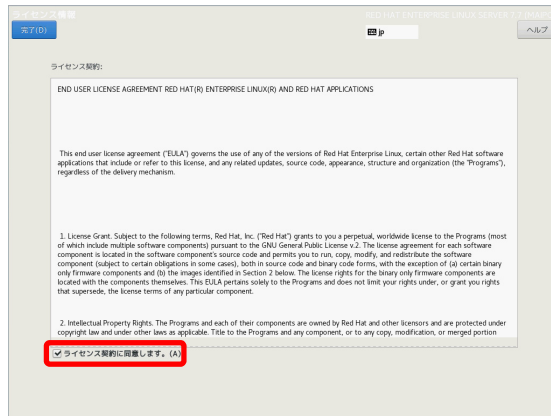 ライセンス情報
RED HAT ENTERPRISE LINUX SERVER 7.2
完了(D)
jp
ヘルプ
ライセンス契約:
END USER LICENSE AGREEMENT RED HAT(R) ENTERPRISE LINUX(R) AND RED HAT APPLICATIONS
This end user license agreement ("EULA") governs the use of any of the versions of Red Hat Enterprise Linux, certain other Red Hat software
applications that include or refer to this license, and any related updates, source code, appearance, structure and organization (the "Programs"),
regardless of the delivery mechanism.
1. License Grant. Subject to the following terms, Red Hat, Inc. ("Red Hat") grants to you a perpetual, worldwide license to the Programs (most
of which include multiple software components) pursuant to the GNU General Public License v.2. The license agreement for each software
component is located in the software component's source code and permits you to run, copy, modify, and redistribute the software
component (subject to certain obligations in some cases), both in source code and binary code forms, with the exception of (a) certain binary
only firmware components and (b) the images identified in Section 2 below. The license rights for the binary only firmware components are
located with the components themselves. This EULA pertains solely to the Programs and does not limit your rights under, or grant you rights
that supersede, the license terms of any particular component.
2. Intellectual Property Rights. The Programs and each of their components are owned by Red Hat and other licensors and are protected under
copyright law and under other laws as applicable. Title to the Programs and any component, or to any copy, modification, or merged portion
ライセンス契約に同意します。(A)